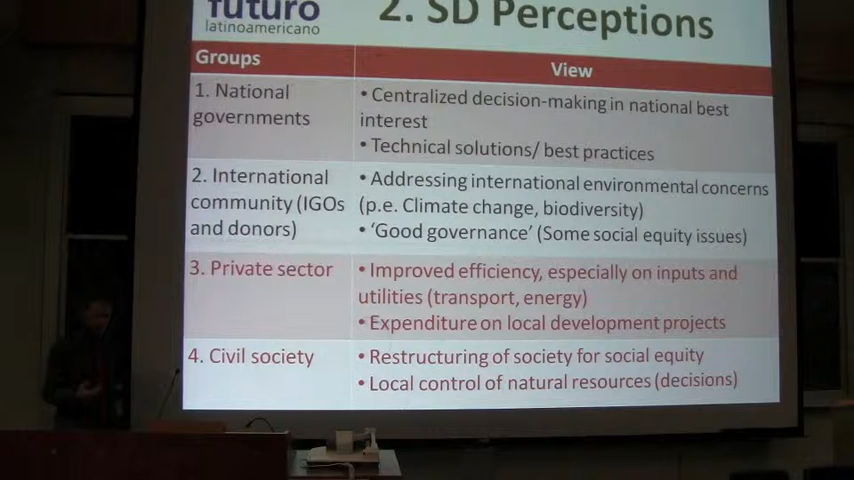 futuro
latinoamericano
2. SD Perceptions
Groups
View
1. National
governments
• Centralized decision-making in national best
interest
• Technical solutions/ best practices
2. International
community (IGOs
and donors)
• Addressing international environmental concerns
(p.e. Climate change, biodiversity)
• ‘Good governance’ (Some social equity issues)
3. Private sector
• Improved efficiency, especially on inputs and
utilities (transport, energy)
• Expenditure on local development projects
4. Civil society
• Restructuring of society for social equity
• Local control of natural resources (decisions)